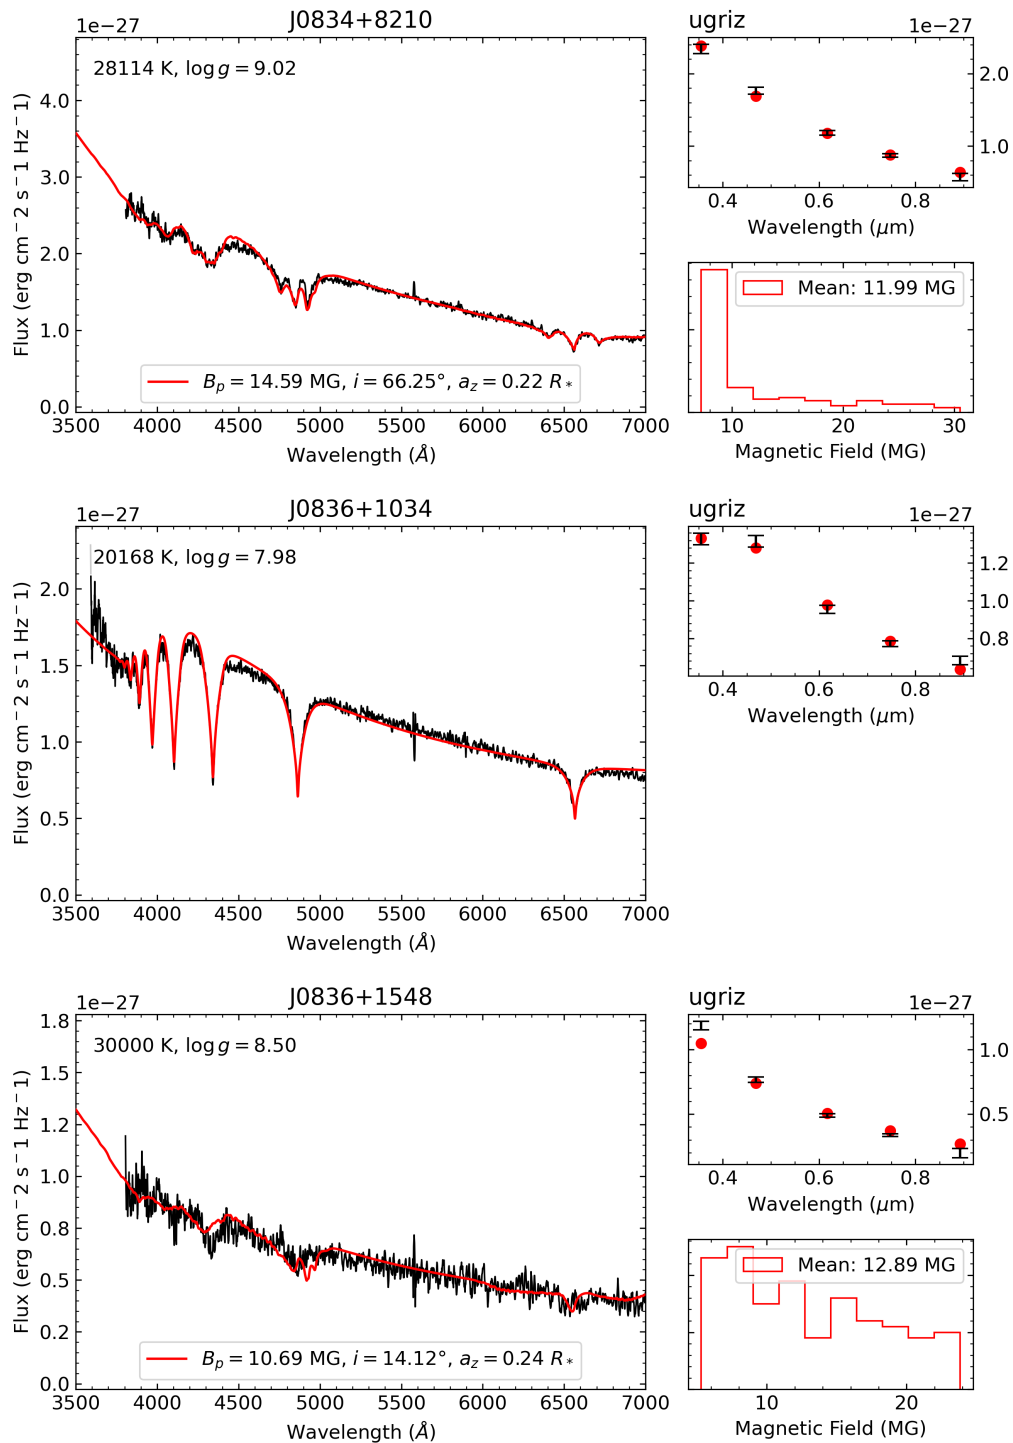 1e−27
J0834+8210
28114 K, log g = 9.02
Flux (erg cm−2 s−1 Hz−1)
4.0
3.0
2.0
1.0
0.0
B_p = 14.59 MG, i = 66.25°, a_z = 0.22 R_*
3500 4000 4500 5000 5500 6000 6500 7000
Wavelength (Å)
ugriz
1e−27
2.0
1.0
0.4 0.6 0.8
Wavelength (μm)
Mean: 11.99 MG
10 20 30
Magnetic Field (MG)
1e−27
J0836+1034
20168 K, log g = 7.98
Flux (erg cm−2 s−1 Hz−1)
2.0
1.5
1.0
0.5
0.0
3500 4000 4500 5000 5500 6000 6500 7000
Wavelength (Å)
ugriz
1e−27
1.2
1.0
0.8
0.4 0.6 0.8
Wavelength (μm)
1e−27
J0836+1548
30000 K, log g = 8.50
Flux (erg cm−2 s−1 Hz−1)
1.8
1.5
1.2
1.0
0.8
0.5
0.2
0.0
B_p = 10.69 MG, i = 14.12°, a_z = 0.24 R_*
3500 4000 4500 5000 5500 6000 6500 7000
Wavelength (Å)
ugriz
1e−27
1.0
0.5
0.4 0.6 0.8
Wavelength (μm)
Mean: 12.89 MG
10 20
Magnetic Field (MG)